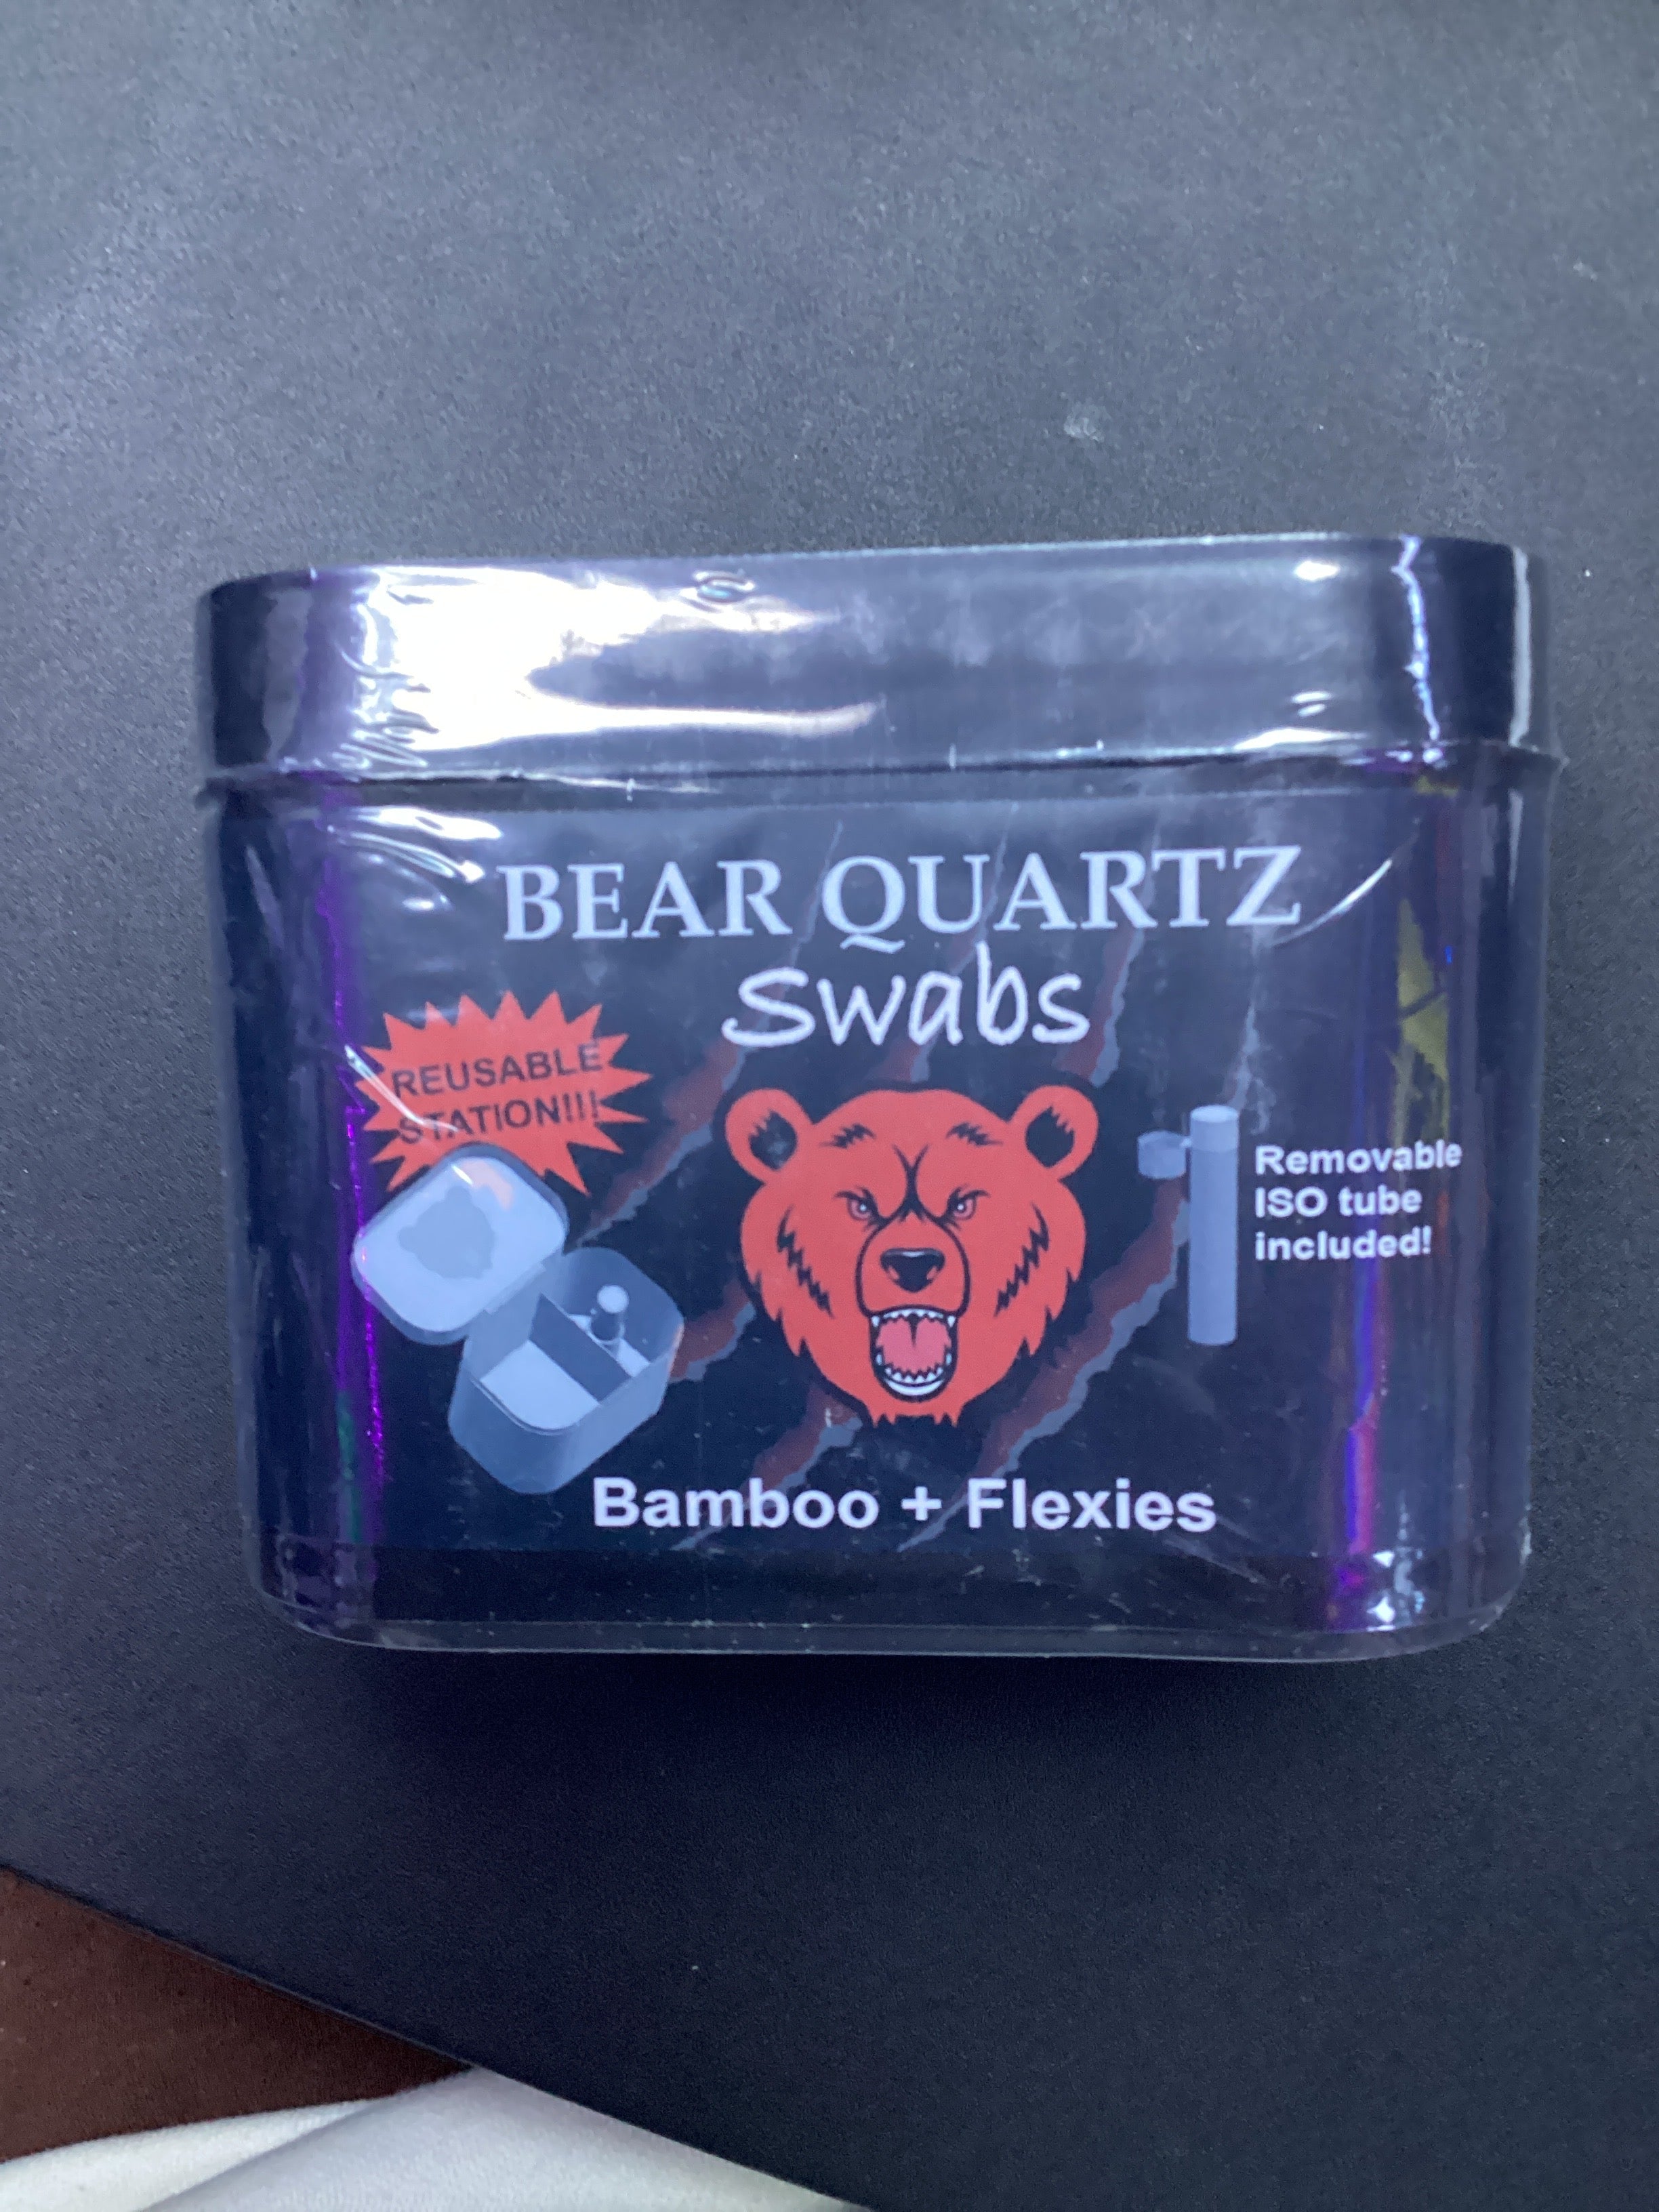 BEAR QUARTZ
Swabs
REUSABLE
STATION!!!
Removable
ISO tube
included!
Bamboo + Flexies